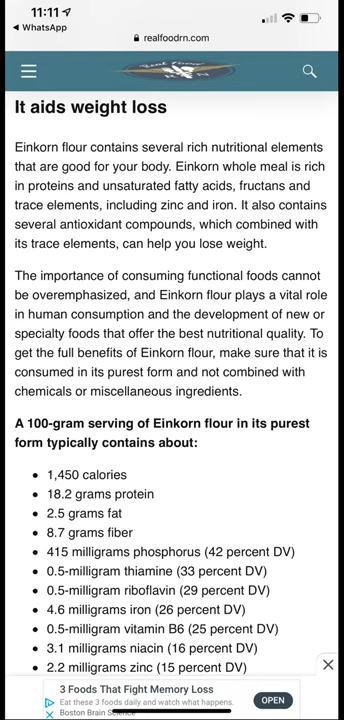 11:11
WhatsApp
realfoodrn.com
Real Food
R N
It aids weight loss
Einkorn flour contains several rich nutritional elements
that are good for your body. Einkorn whole meal is rich
in proteins and unsaturated fatty acids, fructans and
trace elements, including zinc and iron. It also contains
several antioxidant compounds, which combined with
its trace elements, can help you lose weight.
The importance of consuming functional foods cannot
be overemphasized, and Einkorn flour plays a vital role
in human consumption and the development of new or
specialty foods that offer the best nutritional quality. To
get the full benefits of Einkorn flour, make sure that it is
consumed in its purest form and not combined with
chemicals or miscellaneous ingredients.
A 100-gram serving of Einkorn flour in its purest
form typically contains about:
• 1,450 calories
• 18.2 grams protein
• 2.5 grams fat
• 8.7 grams fiber
• 415 milligrams phosphorus (42 percent DV)
• 0.5-milligram thiamine (33 percent DV)
• 0.5-milligram riboflavin (29 percent DV)
• 4.6 milligrams iron (26 percent DV)
• 0.5-milligram vitamin B6 (25 percent DV)
• 3.1 milligrams niacin (16 percent DV)
• 2.2 milligrams zinc (15 percent DV)
3 Foods That Fight Memory Loss
Eat these 3 foods daily and watch what happens.
Boston Brain Science
OPEN